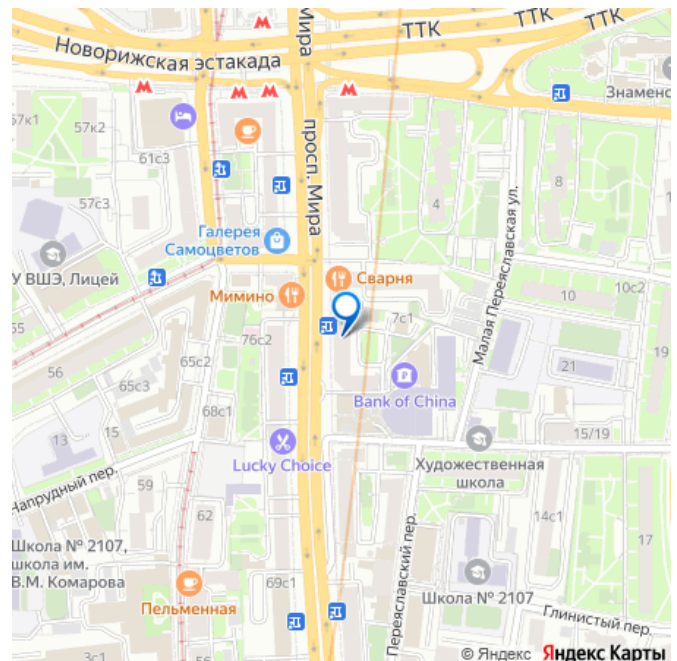 ТТК
ТТК
ТТК
Новорижская эстакада
Мира
Знаменс
57к1
57к2
61с3
просп. Мира
57с3
4
8
Малая Переяславская ул.
Галерея
Самоцветов
У ВШЭ, Лицей
Сварня
Мимино
10
10с2
7с1
76с2
65с2
56
65с3
21
19
Bank of China
68с1
13
15
15/19
Lucky Choice
Художественная
школа
Напрудный пер.
59
62
14с1
17
Школа № 2107,
школа им.
В.М. Комарова
69с1
Переяславский пер.
Школа № 2107
Пельменная
Глинистый пер.
3с1
© Яндекс Яндекс Карты